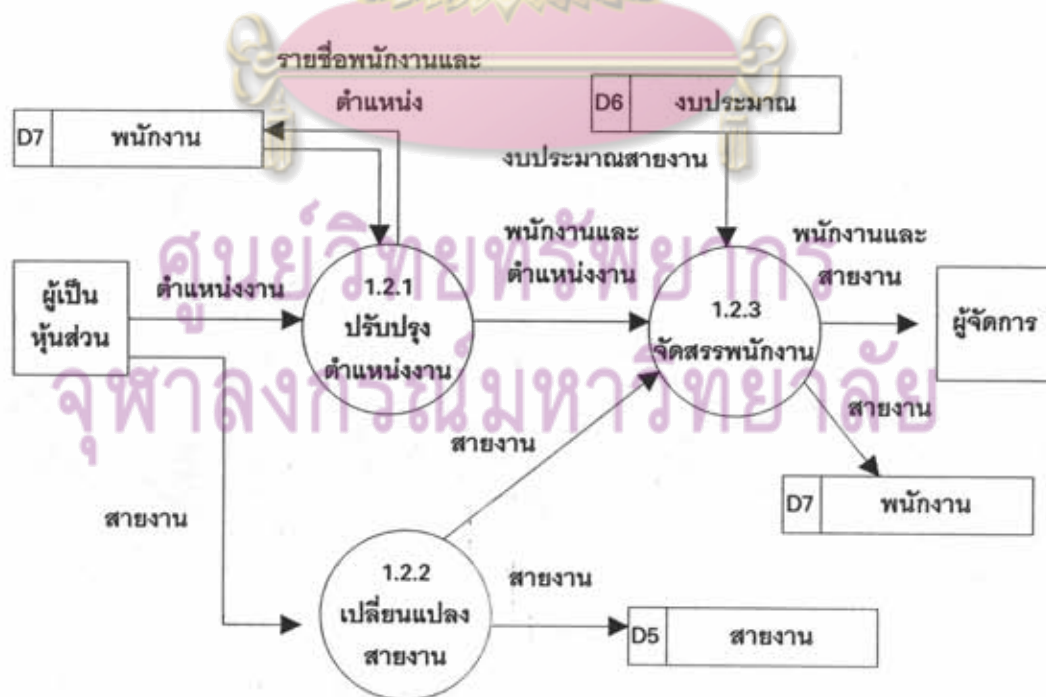 รายชื่อพนักงานและ
ตำแหน่ง
D6 งบประมาณ
D7 พนักงาน
งบประมาณสายงาน
พนักงานและ
ตำแหน่งงาน
พนักงานและ
สายงาน
ศูนย์วิทยทรัพยากร
ผู้เป็น
หุ้นส่วน
ตำแหน่งงาน
1.2.1
ปรับปรุง
ตำแหน่งงาน
1.2.3
จัดสรรพนักงาน
ผู้จัดการ
จุฬาลงกรณ์มหาวิทยาลัย
สายงาน
สายงาน
D7 พนักงาน
สายงาน
1.2.2
เปลี่ยนแปลง
สายงาน
สายงาน
D5 สายงาน